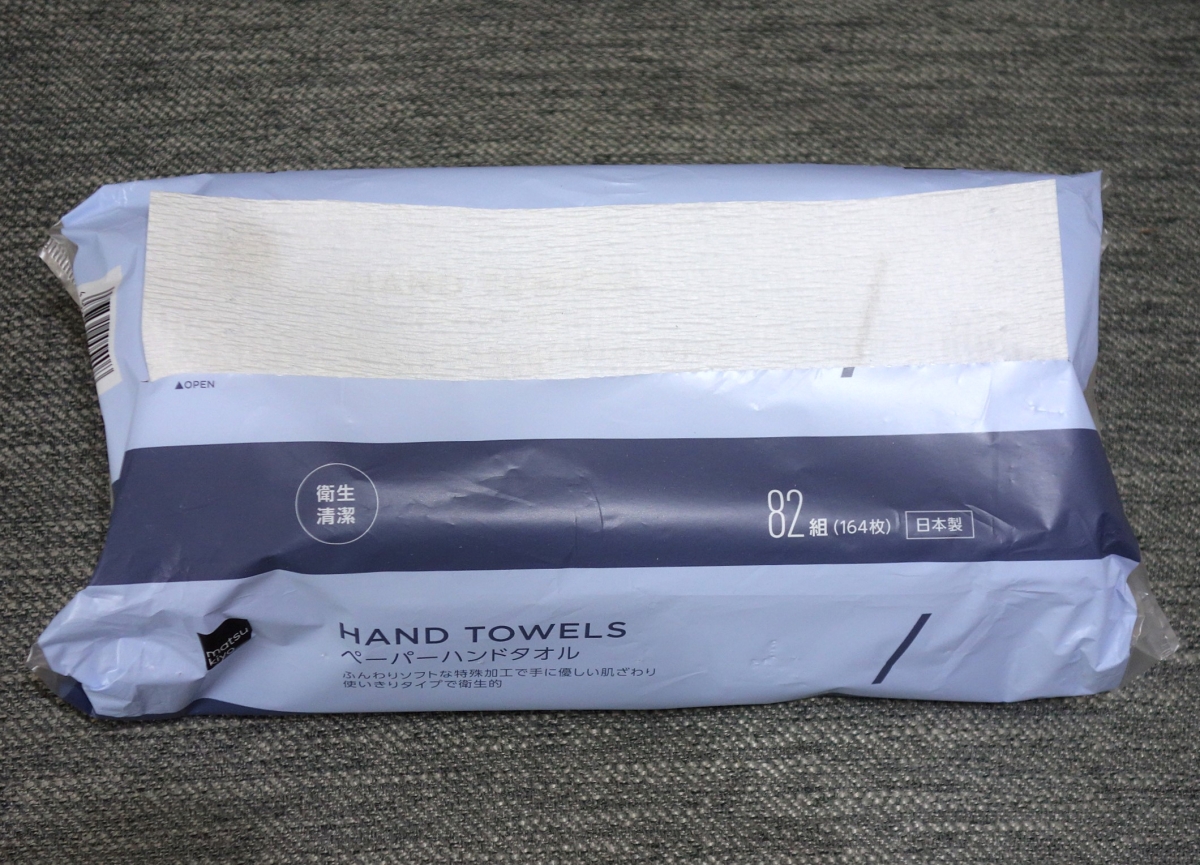 ▲OPEN
衛生
清潔
82組(164枚) 日本製
matsu
HAND TOWELS
ペーパーハンドタオル
ふんわりソフトな特殊加工で手に優しい肌ざわり
使いきりタイプで衛生的